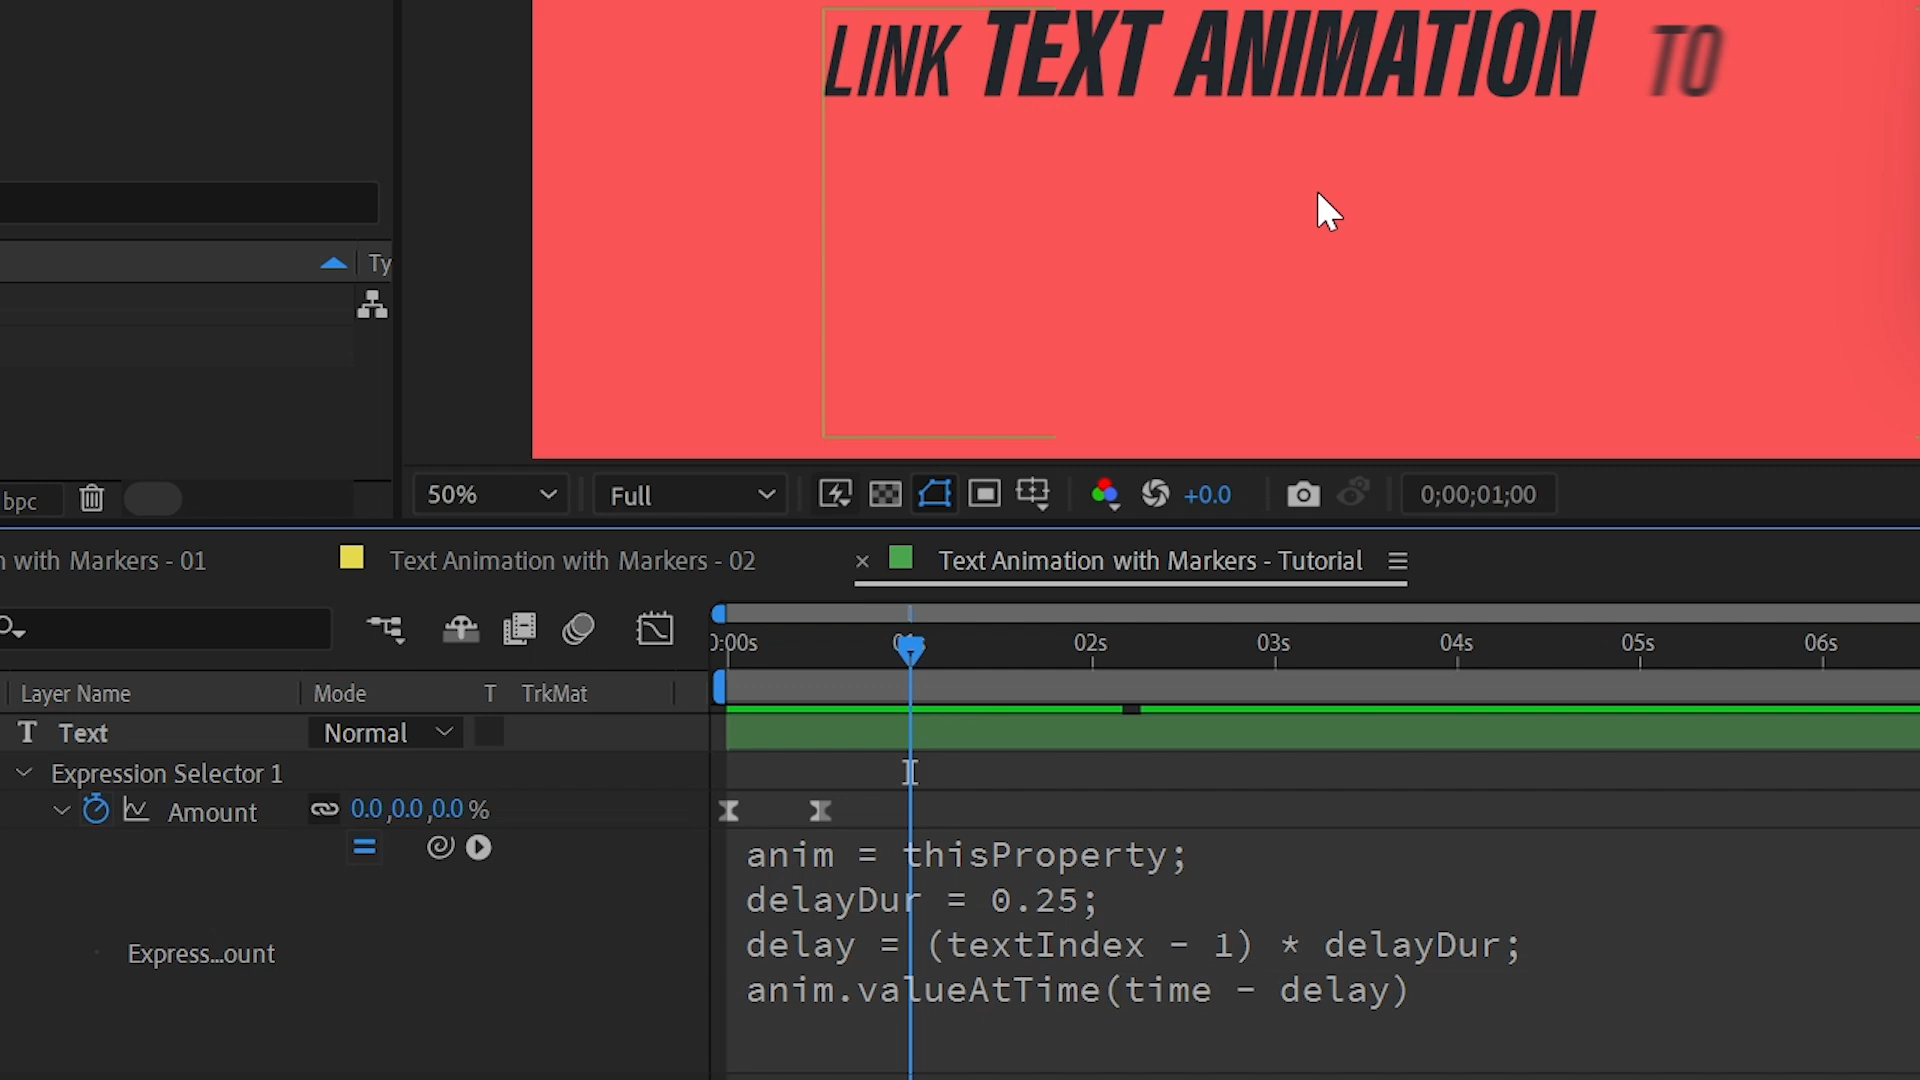 LINK TEXT ANIMATION TO
Ty
bpc
50%
Full
+0.0
0;00;01;00
n with Markers - 01
Text Animation with Markers - 02
× Text Animation with Markers - Tutorial
0:00s 01s 02s 03s 04s 05s 06s
Layer Name Mode T TrkMat
T Text Normal
Expression Selector 1
Amount 0.0,0.0,0.0 %
anim = thisProperty;
delayDur = 0.25;
delay = (textIndex - 1) * delayDur;
Express...ount
anim.valueAtTime(time - delay)